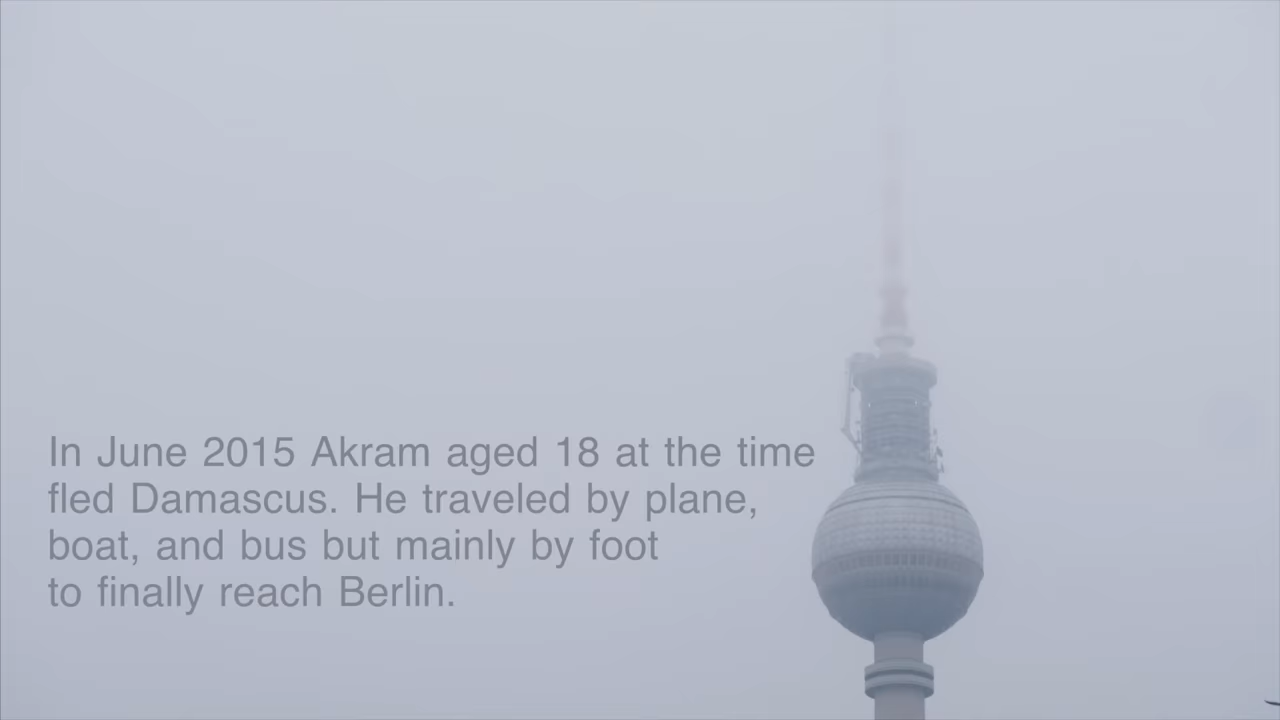 In June 2015 Akram aged 18 at the time
fled Damascus. He traveled by plane,
boat, and bus but mainly by foot
to finally reach Berlin.